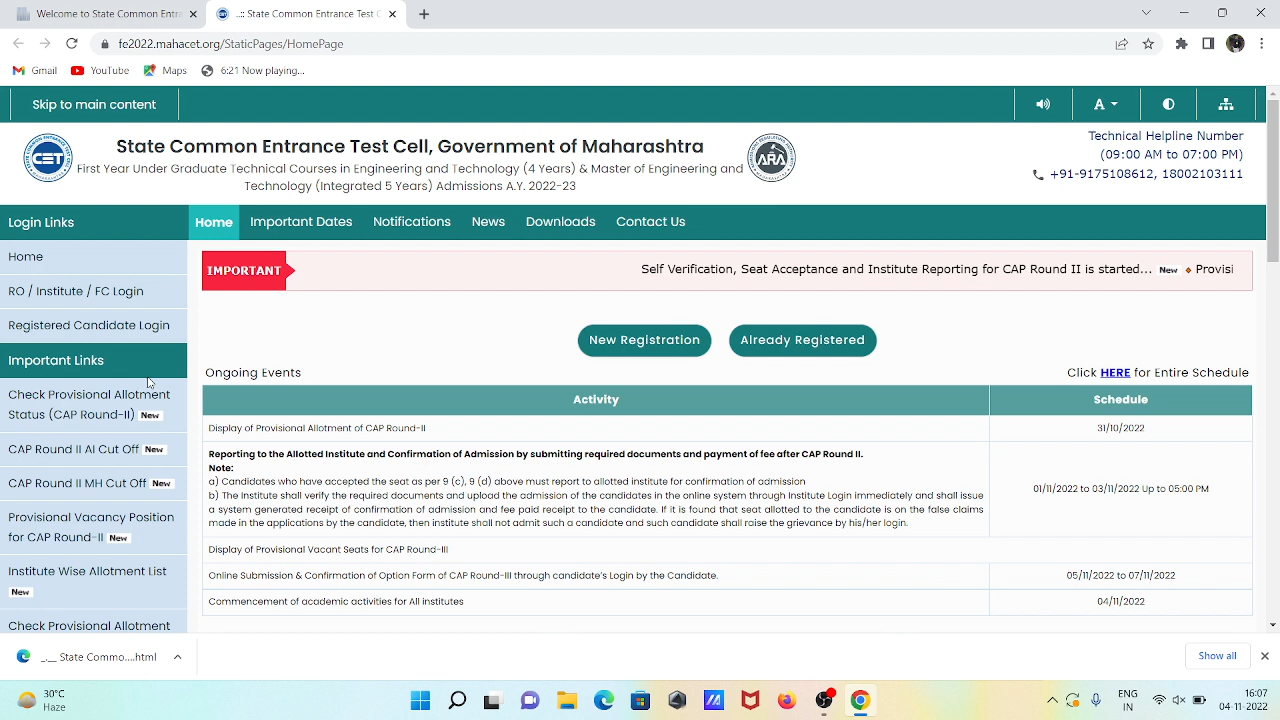 Welcome to State Common Entra
..:: State Common Entrance Test C
fe2022.mahacet.org/StaticPages/HomePage
Gmail
YouTube
Maps
6:21 Now playing...
Skip to main content
A
CET
State Common Entrance Test Cell, Government of Maharashtra
First Year Under Graduate Technical Courses in Engineering and Technology (4 Years) & Master of Engineering and
Technology (Integrated 5 Years) Admissions A.Y. 2022-23
ARA
Technical Helpline Number
(09:00 AM to 07:00 PM)
+91-9175108612, 18002103111
Login Links
Home
Important Dates
Notifications
News
Downloads
Contact Us
Home
RO / Institute / FC Login
Registered Candidate Login
Important Links
Check Provisional Allotment
Status (CAP Round-II) New
CAP Round II AI Cut Off New
CAP Round II MH Cut Off New
Provisional Vacancy Position
for CAP Round-II New
Institute Wise Allotment List
New
Check Provisional Allotment
IMPORTANT
Self Verification, Seat Acceptance and Institute Reporting for CAP Round II is started... New Provisi
New Registration
Already Registered
Ongoing Events
Click HERE for Entire Schedule
Activity
Schedule
Display of Provisional Allotment of CAP Round-II
31/10/2022
Reporting to the Allotted Institute and Confirmation of Admission by submitting required documents and payment of fee after CAP Round II.
Note:
a) Candidates who have accepted the seat as per 9 (c), 9 (d) above must report to allotted institute for confirmation of admission
b) The Institute shall verify the required documents and upload the admission of the candidates in the online system through Institute Login immediately and shall issue
a system generated receipt of confirmation of admission and fee paid receipt to the candidate. If it is found that seat allotted to the candidate is on the false claims
made in the applications by the candidate, then institute shall not admit such a candidate and such candidate shall raise the grievance by his/her login.
01/11/2022 to 03/11/2022 Up to 05:00 PM
Display of Provisional Vacant Seats for CAP Round-III
Online Submission & Confirmation of Option Form of CAP Round-III through candidate's Login by the Candidate.
05/11/2022 to 07/11/2022
Commencement of academic activities for All institutes
04/11/2022
_.__ State Commo....html
Show all
30°C
Haze
ENG
IN
16:07
04-11-2022